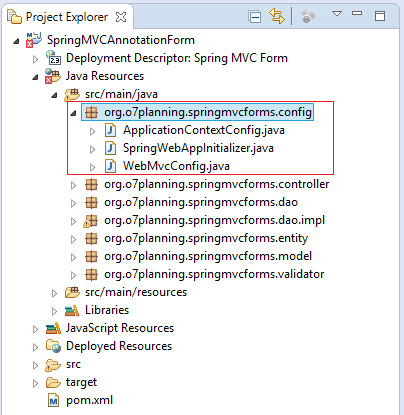 Project Explorer
SpringMVCAnnotationForm
Deployment Descriptor: Spring MVC Form
Java Resources
src/main/java
org.o7planning.springmvcforms.config
ApplicationContextConfig.java
SpringWebAppInitializer.java
WebMvcConfig.java
org.o7planning.springmvcforms.controller
org.o7planning.springmvcforms.dao
org.o7planning.springmvcforms.dao.impl
org.o7planning.springmvcforms.entity
org.o7planning.springmvcforms.model
org.o7planning.springmvcforms.validator
src/main/resources
Libraries
JavaScript Resources
Deployed Resources
src
target
pom.xml